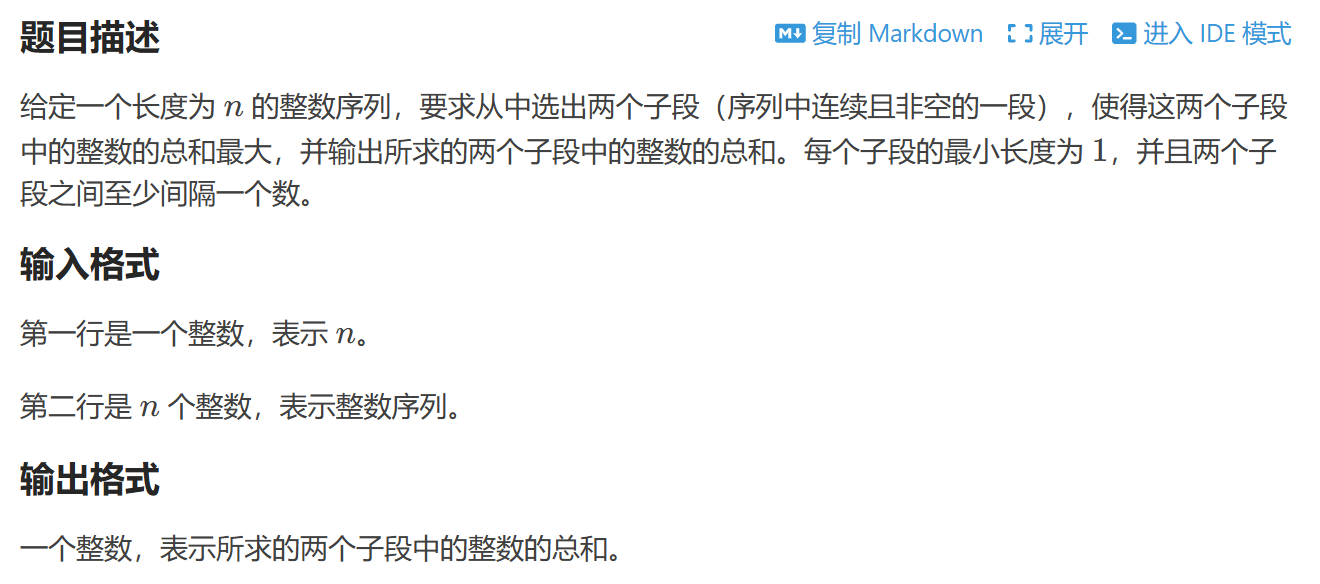 题目描述
M↓ 复制 Markdown 展开 进入 IDE 模式
给定一个长度为 n 的整数序列，要求从中选出两个子段（序列中连续且非空的一段），使得这两个子段
中的整数的总和最大，并输出所求的两个子段中的整数的总和。每个子段的最小长度为 1，并且两个子
段之间至少间隔一个数。
输入格式
第一行是一个整数，表示 n。
第二行是 n 个整数，表示整数序列。
输出格式
一个整数，表示所求的两个子段中的整数的总和。